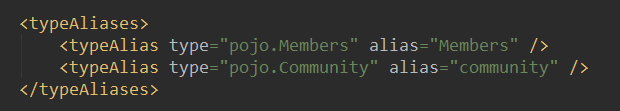 <typeAliases>
    <typeAlias type="pojo.Members" alias="Members" />
    <typeAlias type="pojo.Community" alias="community" />
</typeAliases>